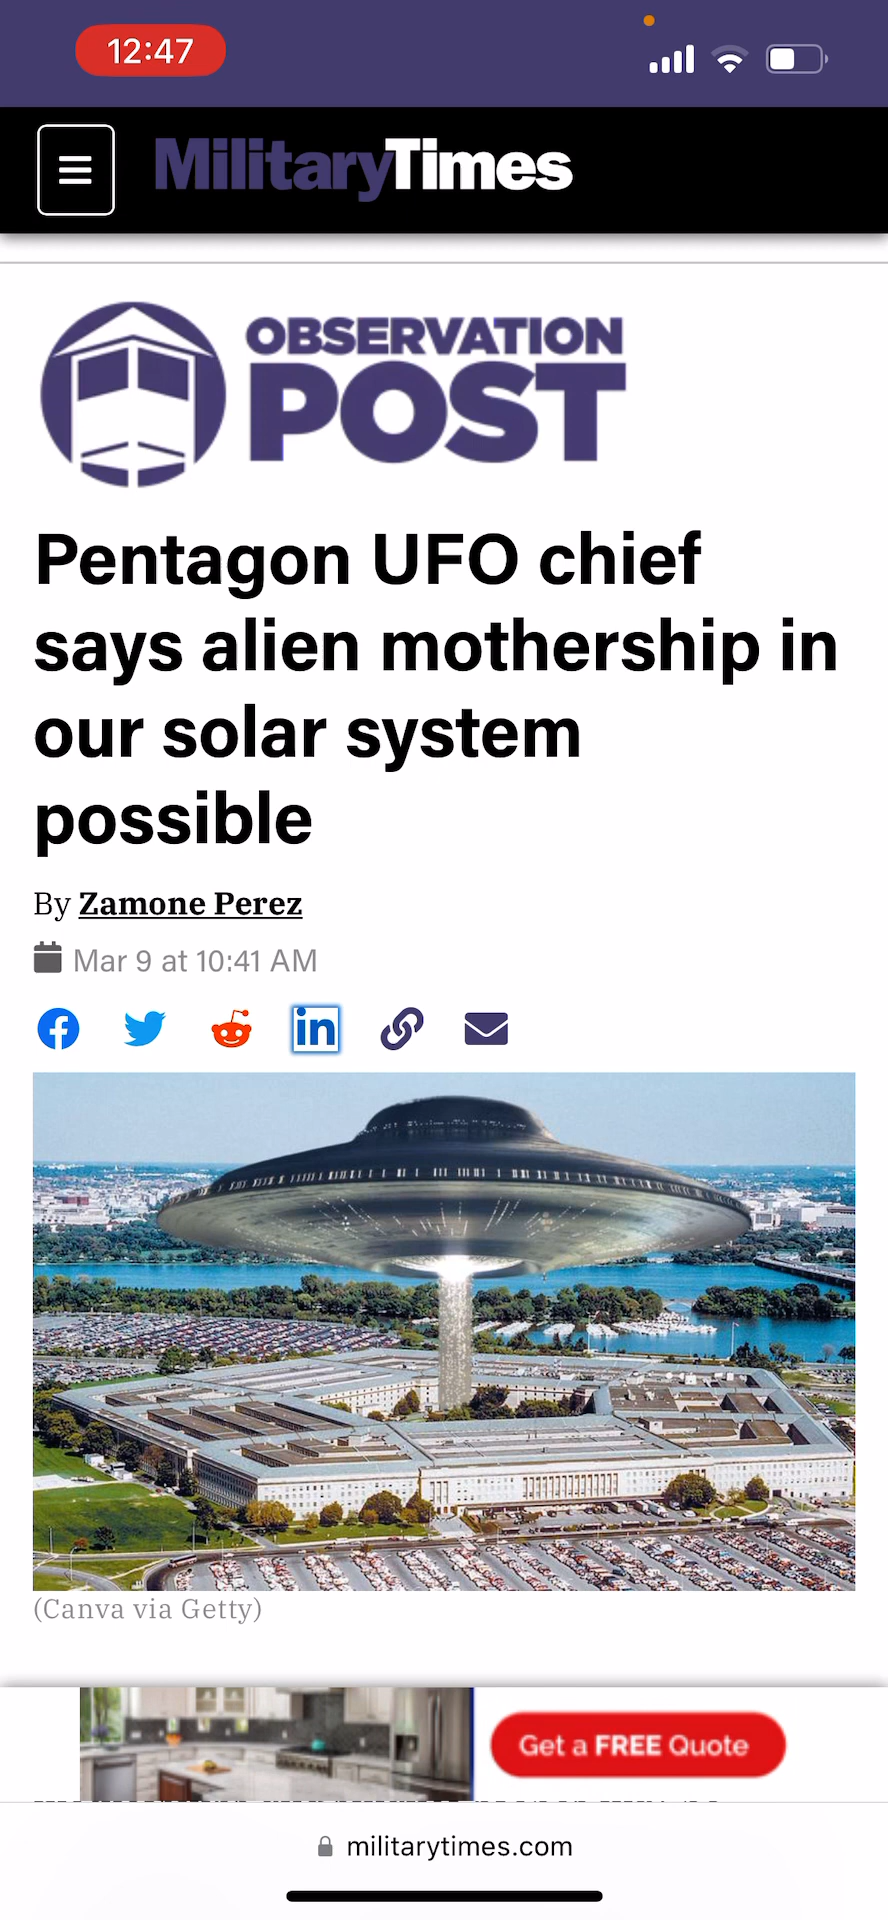 12:47
MilitaryTimes
OBSERVATION
POST
Pentagon UFO chief
says alien mothership in
our solar system
possible
By Zamone Perez
Mar 9 at 10:41 AM
in
(Canva via Getty)
Get a FREE Quote
militarytimes.com